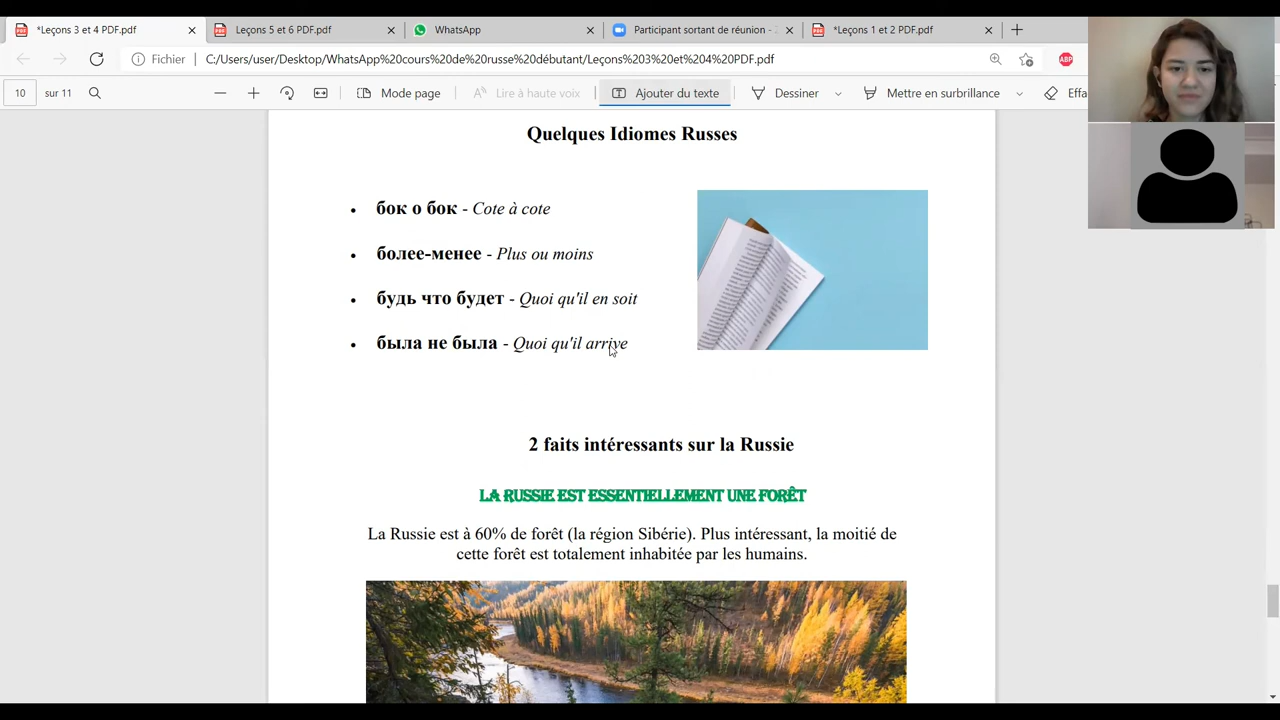 *Leçons 3 et 4 PDF.pdf
Leçons 5 et 6 PDF.pdf
WhatsApp
Participant sortant de réunion -
*Leçons 1 et 2 PDF.pdf
Fichier
C:/Users/user/Desktop/WhatsApp%20cours%20de%20russe%20débutant/Leçons%203%20et%204%20PDF.pdf
ABP
10 sur 11
Mode page
Lire à haute voix
Ajouter du texte
Dessiner
Mettre en surbrillance
Effa
Quelques Idiomes Russes
• бок о бок - Cote à cote
• более-менее - Plus ou moins
• будь что будет - Quoi qu'il en soit
• была не была - Quoi qu'il arrive
2 faits intéressants sur la Russie
LA RUSSIE EST ESSENTIELLEMENT UNE FORÊT
La Russie est à 60% de forêt (la région Sibérie). Plus intéressant, la moitié de
cette forêt est totalement inhabitée par les humains.